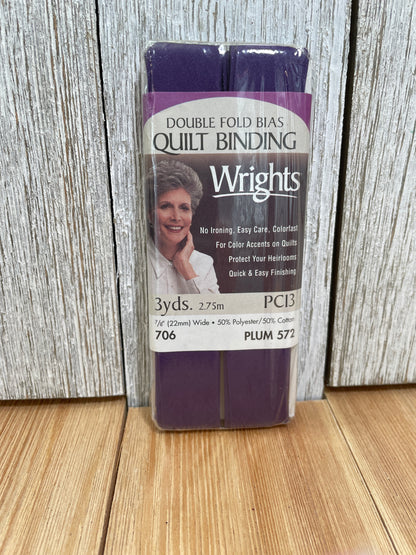 DOUBLE FOLD BIAS
QUILT BINDING
Wrights
No Ironing, Easy Care, Colorfast
For Color Accents on Quilts
Protect Your Heirlooms
Quick & Easy Finishing
3yds. 2.75m PC13
7/8" (22mm) Wide • 50% Polyester/50% Cotton
706 PLUM 572